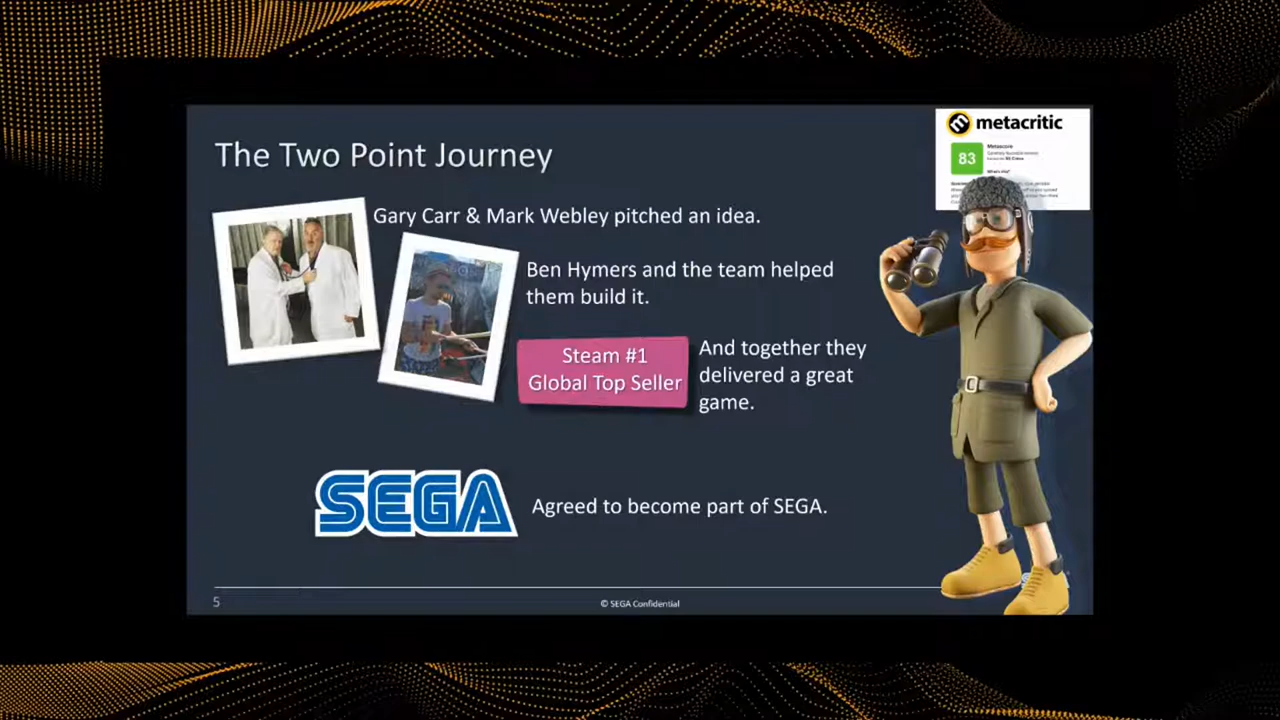 The Two Point Journey
metacritic
83
Metascore
Gary Carr & Mark Webley pitched an idea.
Ben Hymers and the team helped
them build it.
Steam #1
Global Top Seller
And together they
delivered a great
game.
SEGA
Agreed to become part of SEGA.
5
© SEGA Confidential